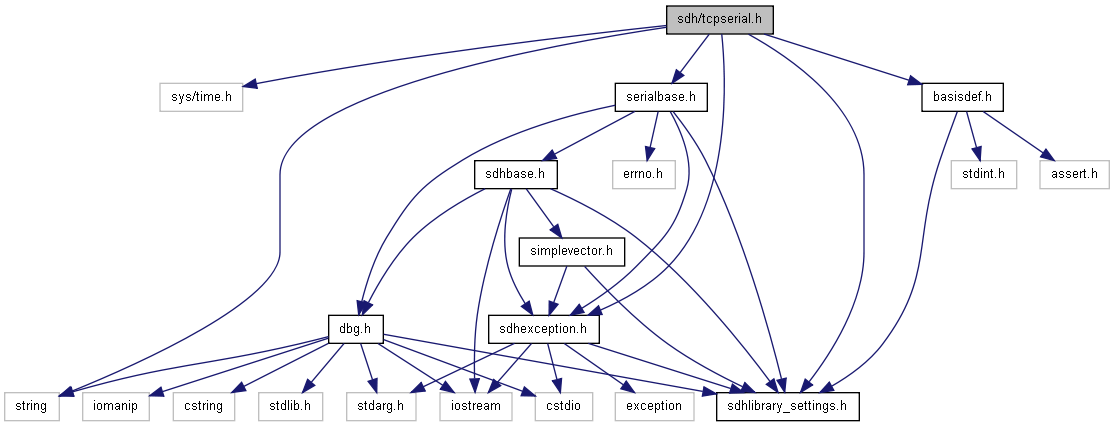 sdh/tcpserial.h
sys/time.h
serialbase.h
basisdef.h
sdhbase.h
errno.h
stdint.h
assert.h
simplevector.h
dbg.h
sdhexception.h
string
iomanip
cstring
stdlib.h
stdarg.h
iostream
cstdio
exception
sdhlibrary_settings.h